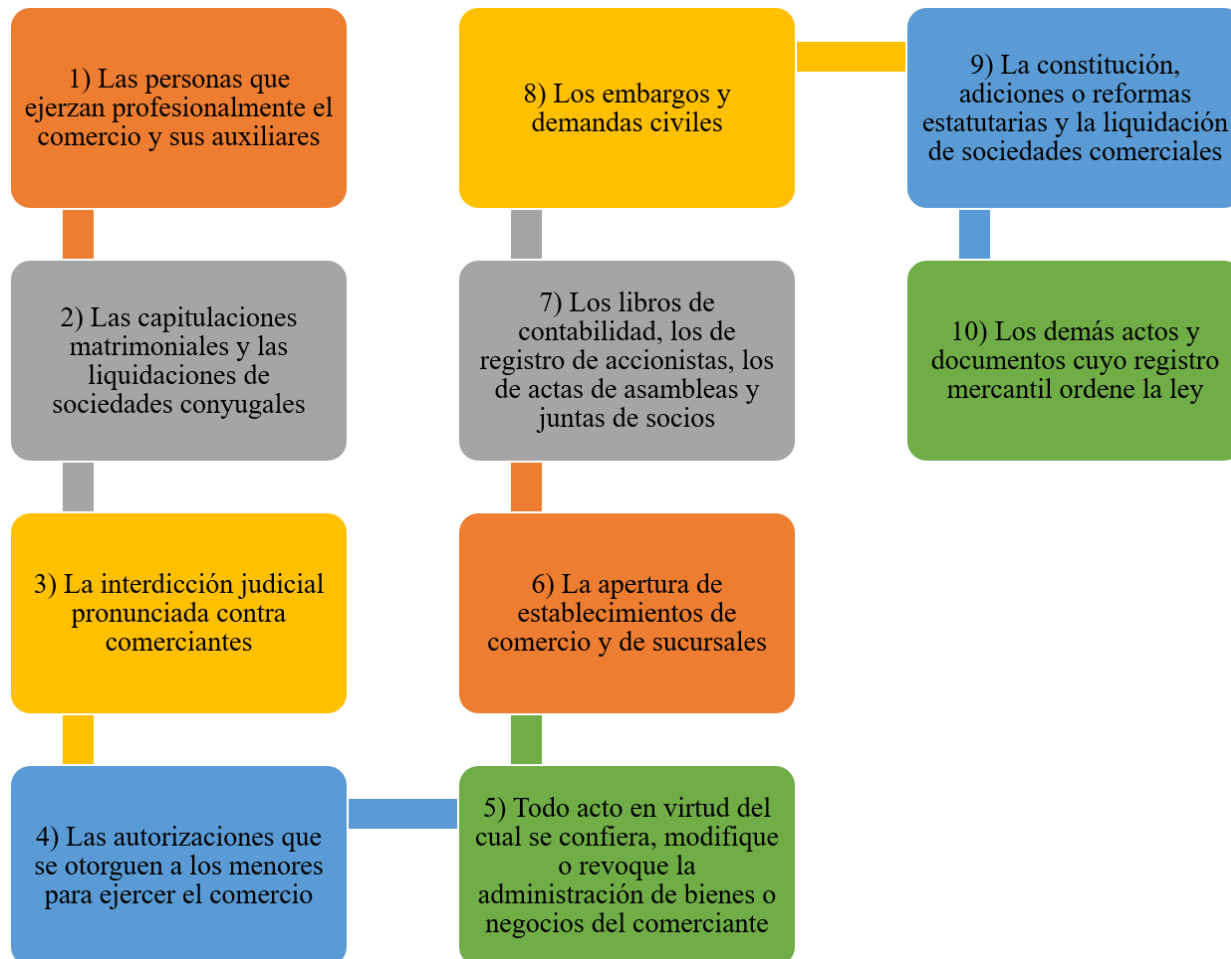 1) Las personas que
ejerzan profesionalmente el
comercio y sus auxiliares
2) Las capitulaciones
matrimoniales y las
liquidaciones de
sociedades conyugales
3) La interdicción judicial
pronunciada contra
comerciantes
4) Las autorizaciones que
se otorguen a los menores
para ejercer el comercio
5) Todo acto en virtud del
cual se confiera, modifique
o revoque la
administración de bienes o
negocios del comerciante
6) La apertura de
establecimientos de
comercio y de sucursales
7) Los libros de
contabilidad, los de
registro de accionistas, los
de actas de asambleas y
juntas de socios
8) Los embargos y
demandas civiles
9) La constitución,
adiciones o reformas
estatutarias y la liquidación
de sociedades comerciales
10) Los demás actos y
documentos cuyo registro
mercantil ordene la ley